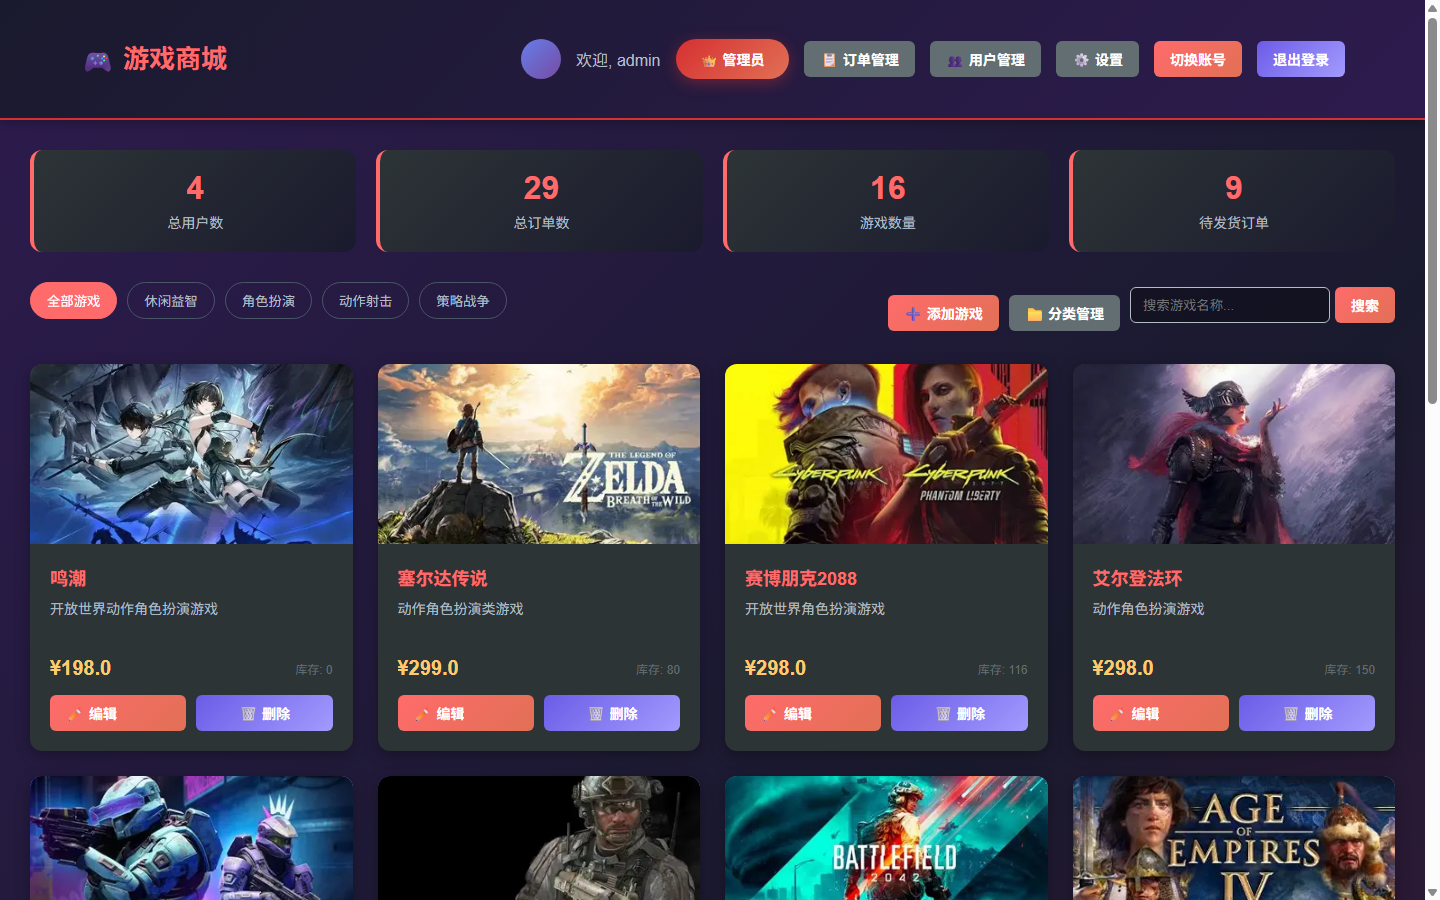 游戏商城
欢迎, admin
管理员
订单管理
用户管理
设置
切换账号
退出登录
4
总用户数
29
总订单数
16
游戏数量
9
待发货订单
全部游戏
休闲益智
角色扮演
动作射击
策略战争
添加游戏
分类管理
搜索游戏名称...
搜索
THE LEGEND OF
ZELDA
BREATH OF THE WILD
CYBERPUNK
CYBERPUNK
PHANTOM LIBERTY
鸣潮
开放世界动作角色扮演游戏
¥198.0
库存: 0
编辑
删除
塞尔达传说
动作角色扮演类游戏
¥299.0
库存: 80
编辑
删除
赛博朋克2088
开放世界角色扮演游戏
¥298.0
库存: 116
编辑
删除
艾尔登法环
动作角色扮演游戏
¥298.0
库存: 150
编辑
删除
BATTLEFIELD
2042
AGE
OF
EMPIRES
IV